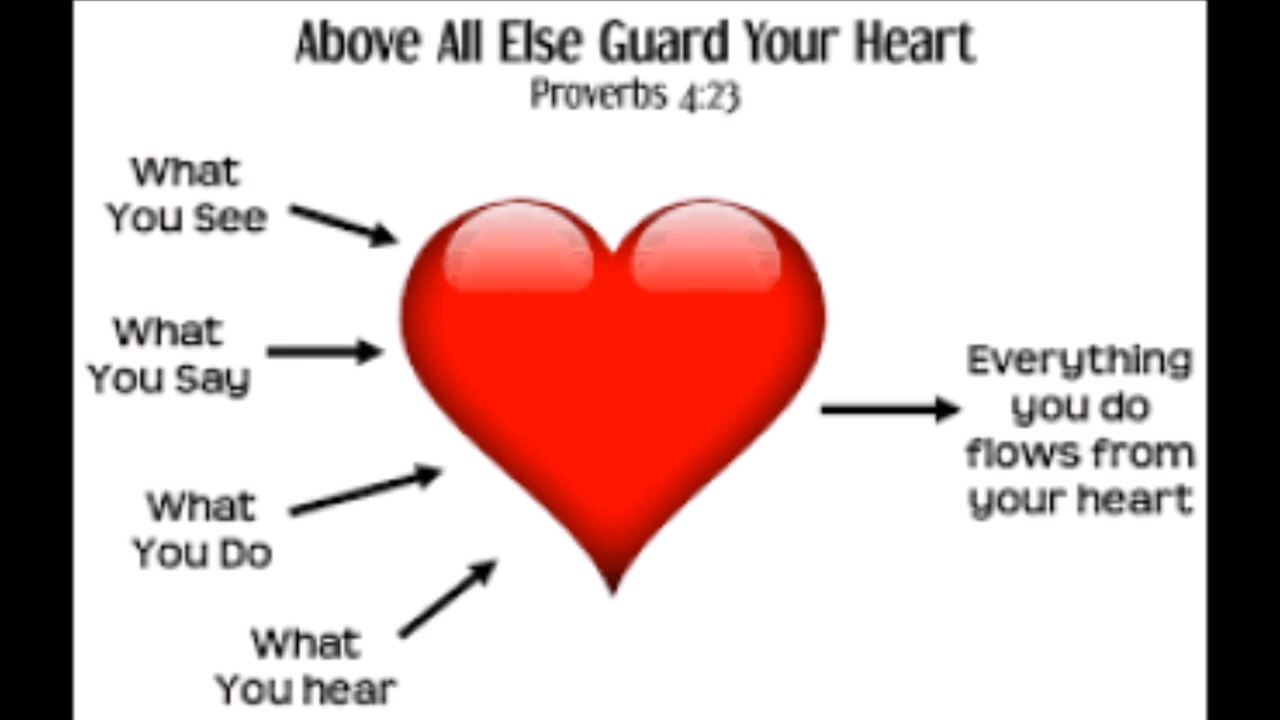 Above All Else Guard Your Heart
Proverbs 4:23
What
You See
What
You Say
What
You Do
What
You hear
Everything
you do
flows from
your heart